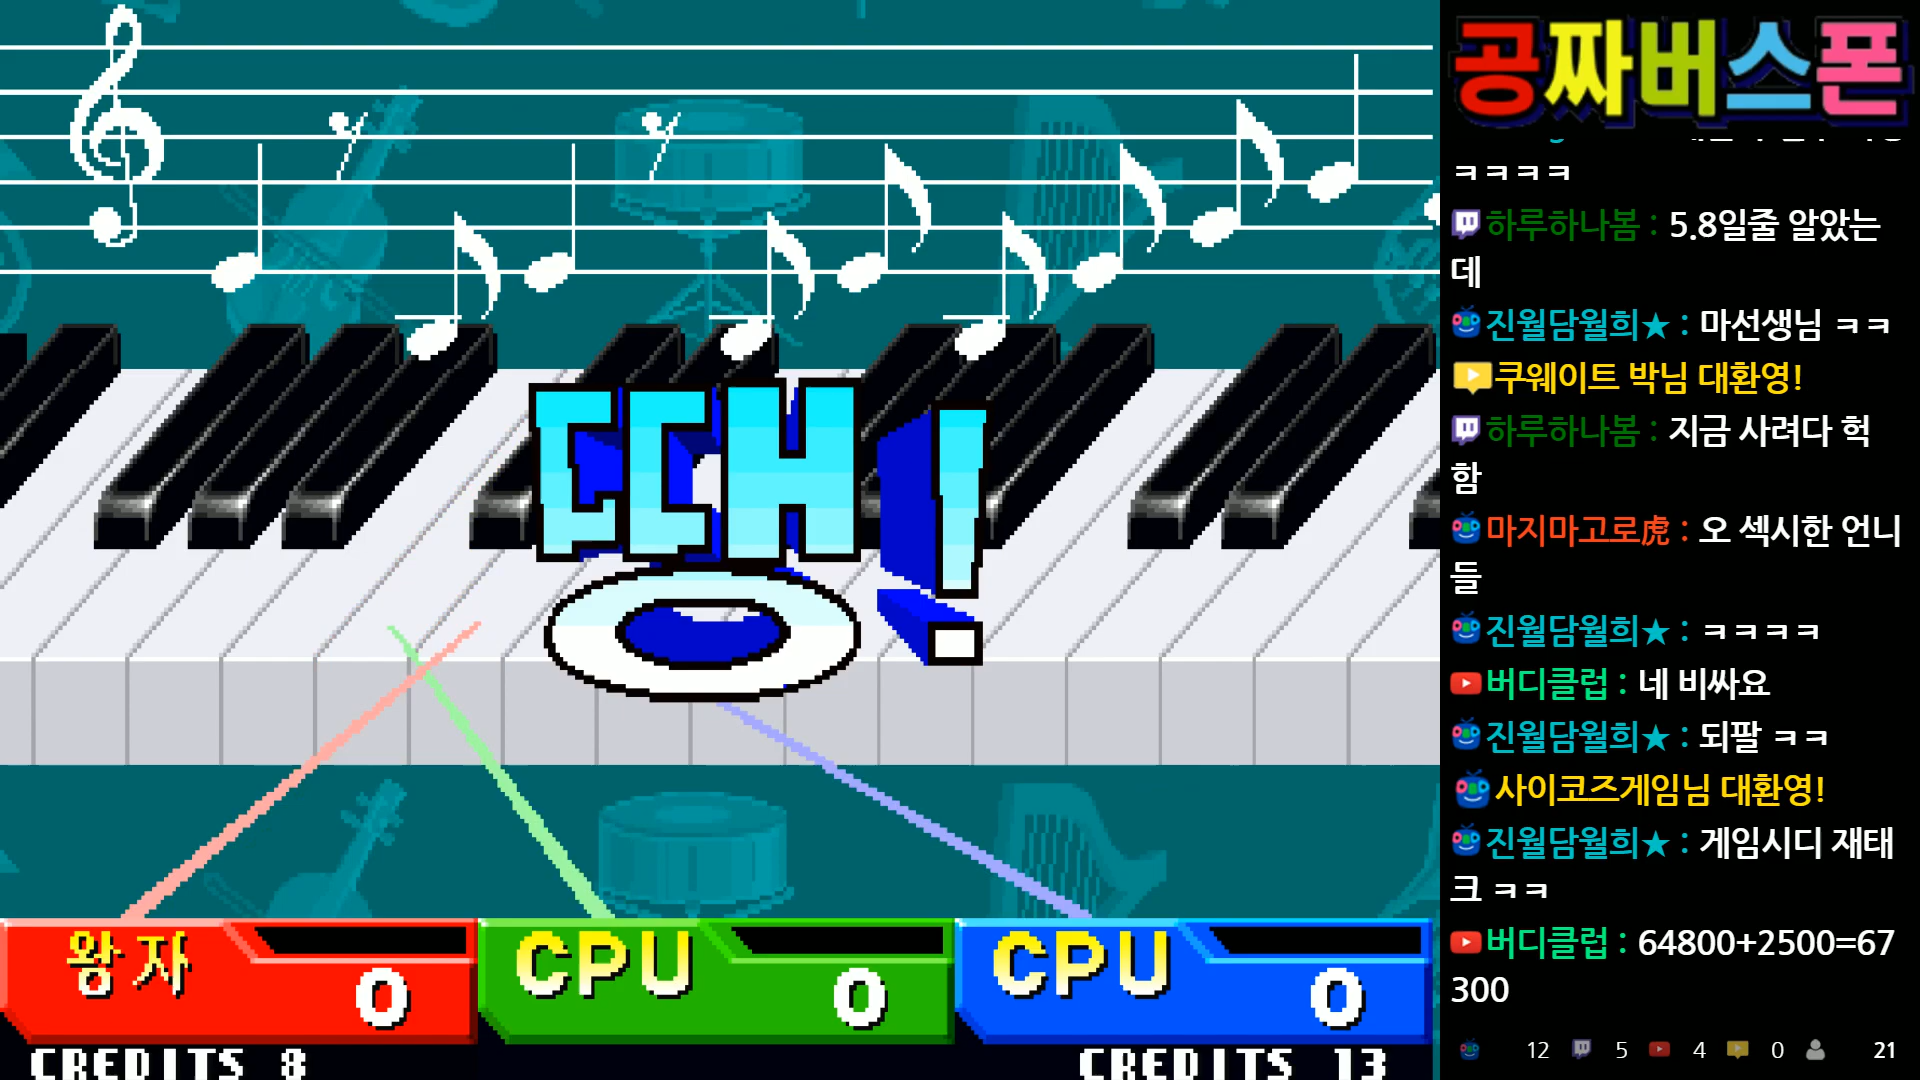 공짜버스폰
ㅋㅋㅋㅋ
하루하나봄 : 5.8일줄 알았는
데
진월담월희★ : 마선생님 ㅋㅋ
쿠웨이트 박님 대환영!
하루하나봄 : 지금 사려다 헉
함
마지마고로虎 : 오 섹시한 언니
들
진월담월희★ : ㅋㅋㅋㅋ
버디클럽 : 네 비싸요
진월담월희★ : 되팔 ㅋㅋ
사이코즈게임님 대환영!
진월담월희★ : 게임시디 재태
크 ㅋㅋ
버디클럽 : 64800+2500=67
300
12 5 4 0 21
땡!
왕자 0
CPU 0
CPU 0
CREDITS 8
CREDITS 13